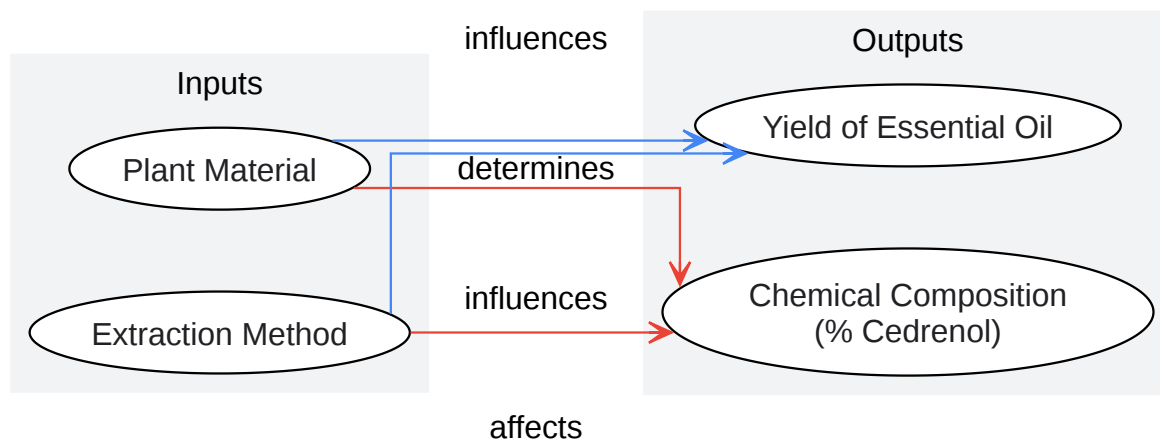 influences
Outputs
Inputs
Yield of Essential Oil
Plant Material
determines
influences
Chemical Composition
(% Cedrenol)
Extraction Method
affects